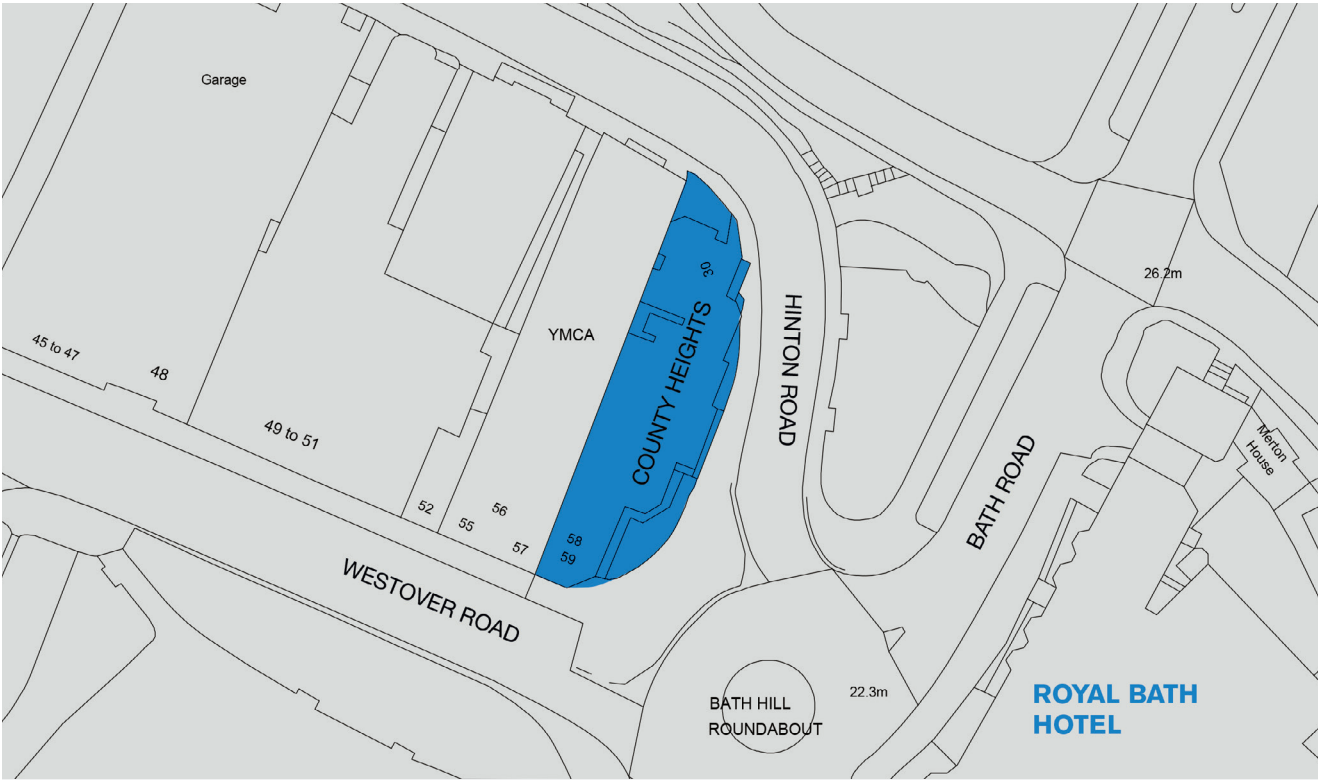 Garage
30
26.2m
HINTON ROAD
YMCA
45 to 47
48
COUNTY HEIGHTS
49 to 51
Merton
House
BATH ROAD
52
55
56
57
58
59
WESTOVER ROAD
22.3m
BATH HILL
ROUNDABOUT
ROYAL BATH
HOTEL